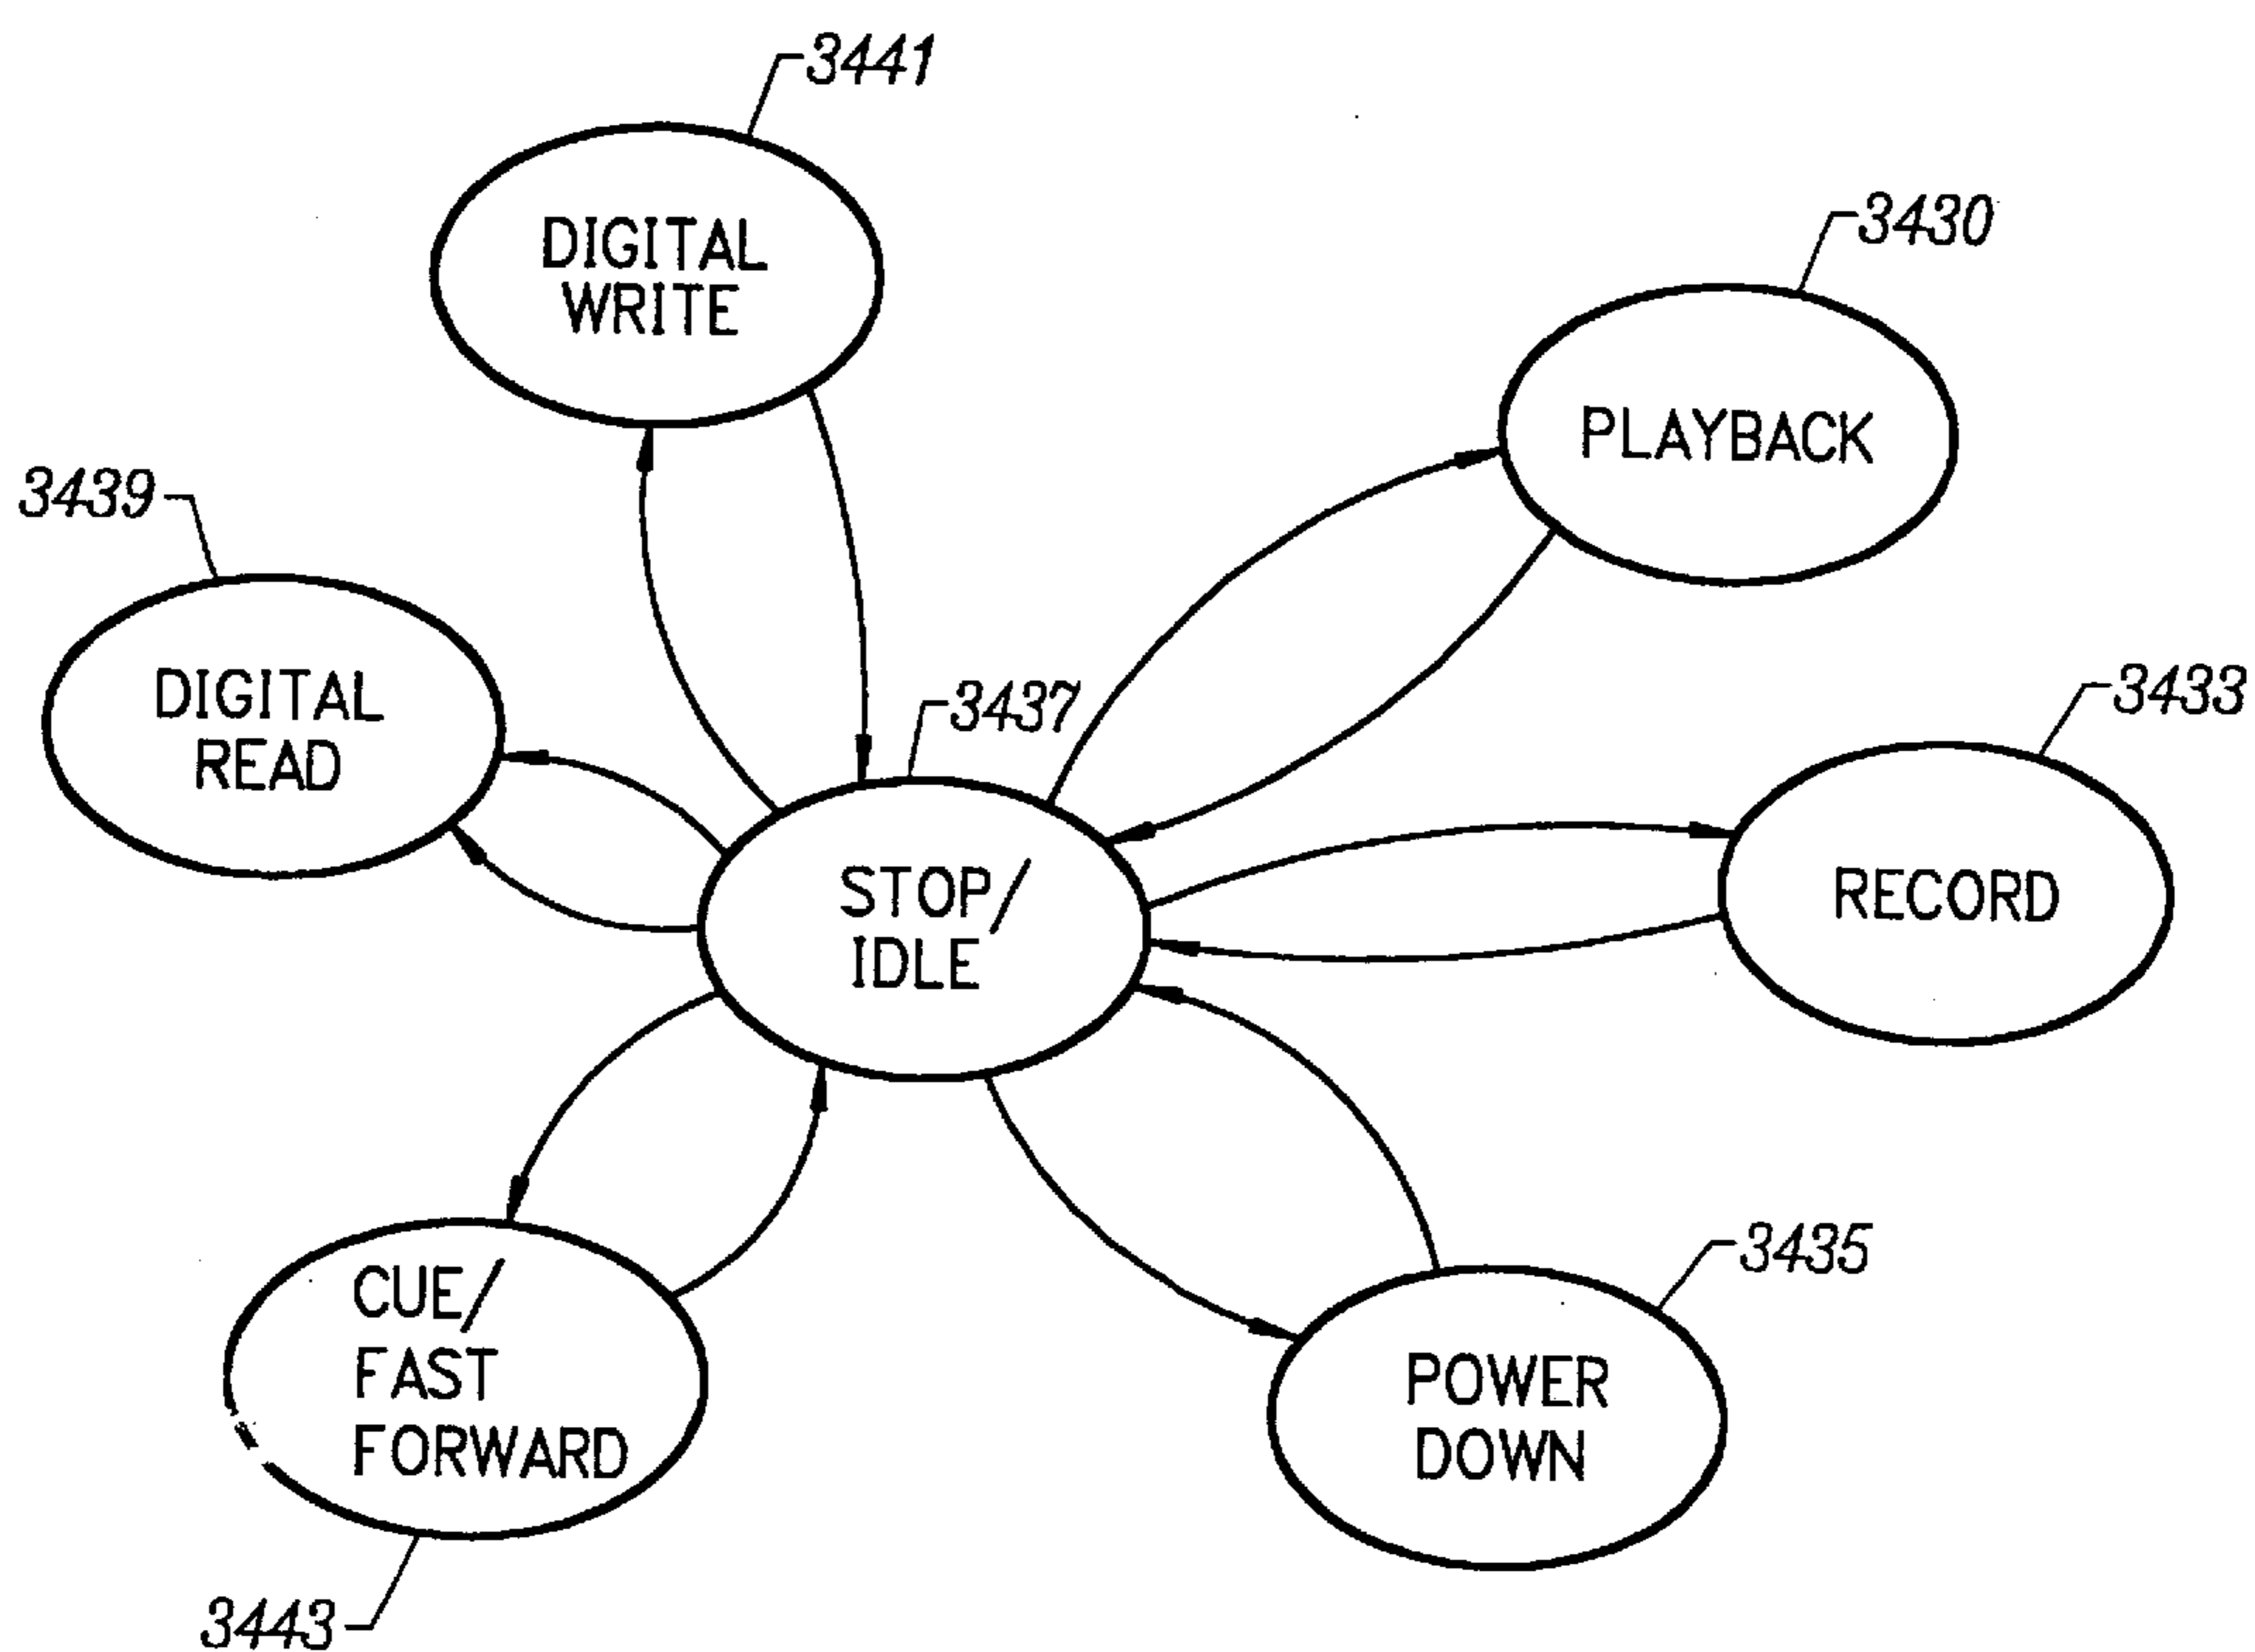 3441
DIGITAL
WRITE
3430
PLAYBACK
3439
DIGITAL
READ
3437
STOP/
IDLE
3433
RECORD
CUE/
FAST
FORWARD
3443
3435
POWER
DOWN